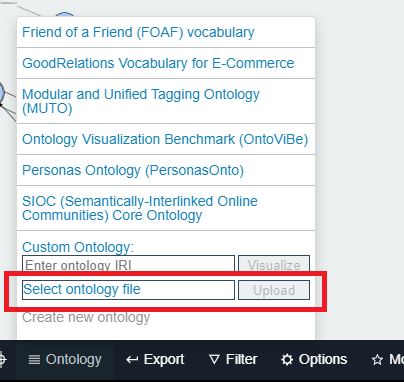 Friend of a Friend (FOAF) vocabulary
GoodRelations Vocabulary for E-Commerce
Modular and Unified Tagging Ontology
(MUTO)
Ontology Visualization Benchmark (OntoViBe)
Personas Ontology (PersonasOnto)
SIOC (Semantically-Interlinked Online
Communities) Core Ontology
Custom Ontology:
Enter ontology IRI Visualize
Select ontology file Upload
Create new ontology
Ontology Export Filter Options